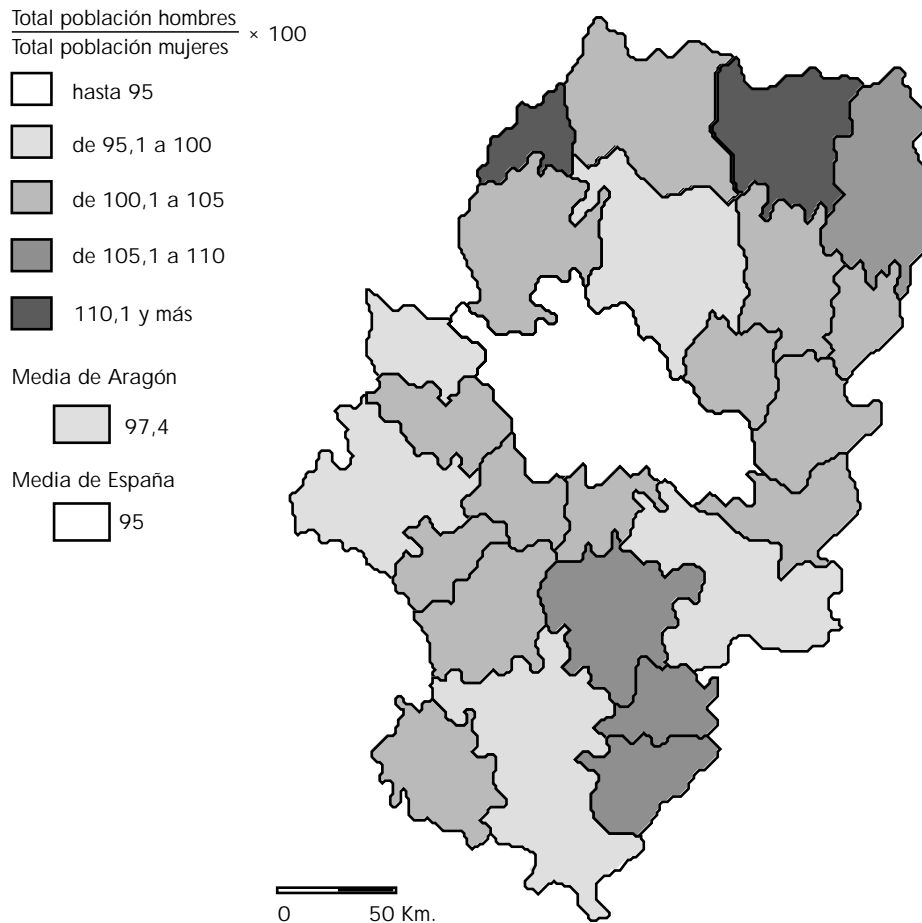 Total población hombres
Total población mujeres
× 100
hasta 95
de 95,1 a 100
de 100,1 a 105
de 105,1 a 110
110,1 y más
Media de Aragón
97,4
Media de España
95
0 50 Km.